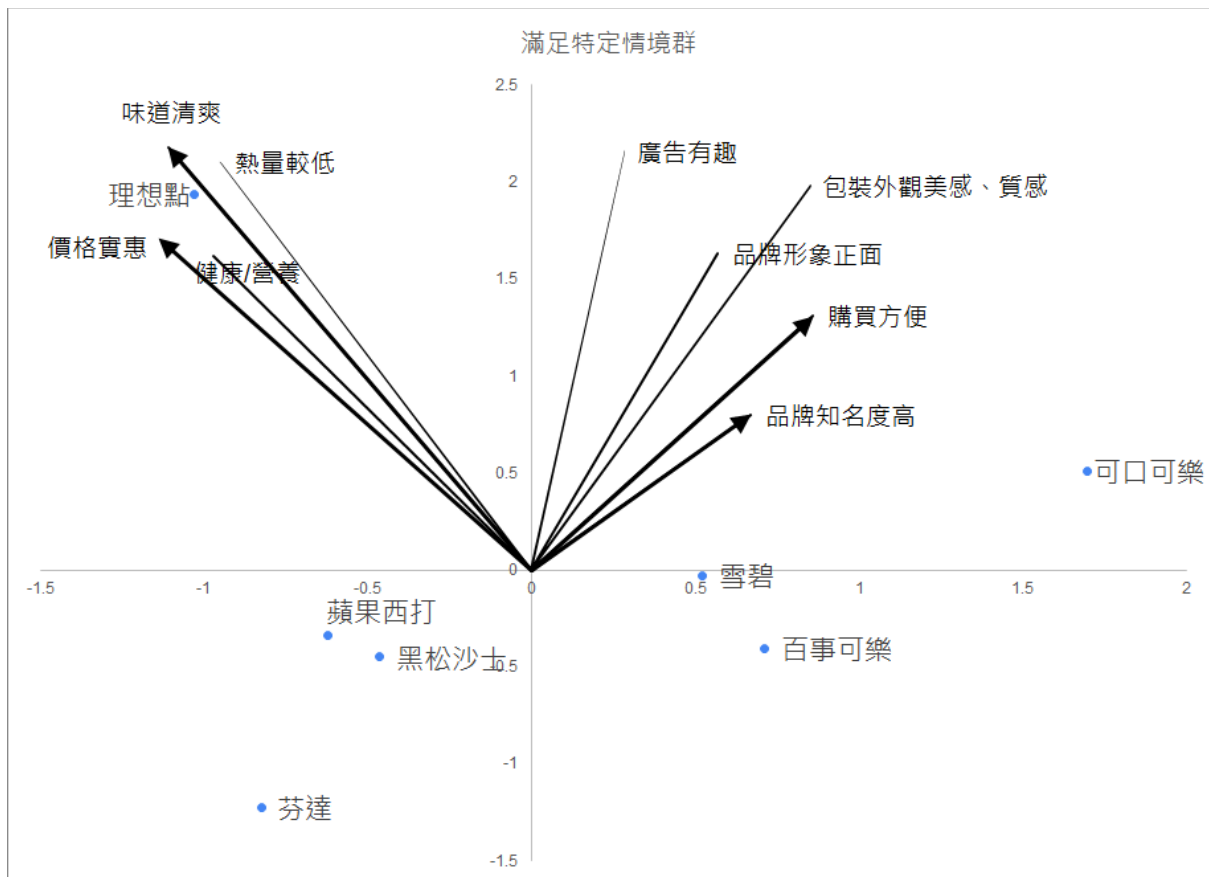 滿足特定情境群
2.5
味道清爽
廣告有趣
熱量較低
2
包裝外觀美感、質感
理想點
價格實惠
品牌形象正面
健康/營養
1.5
購買方便
1
品牌知名度高
0.5
可口可樂
0
雪碧
-1.5
-1
-0.5
0
0.5
1
1.5
2
蘋果西打
百事可樂
黑松沙士
-0.5
-1
芬達
-1.5